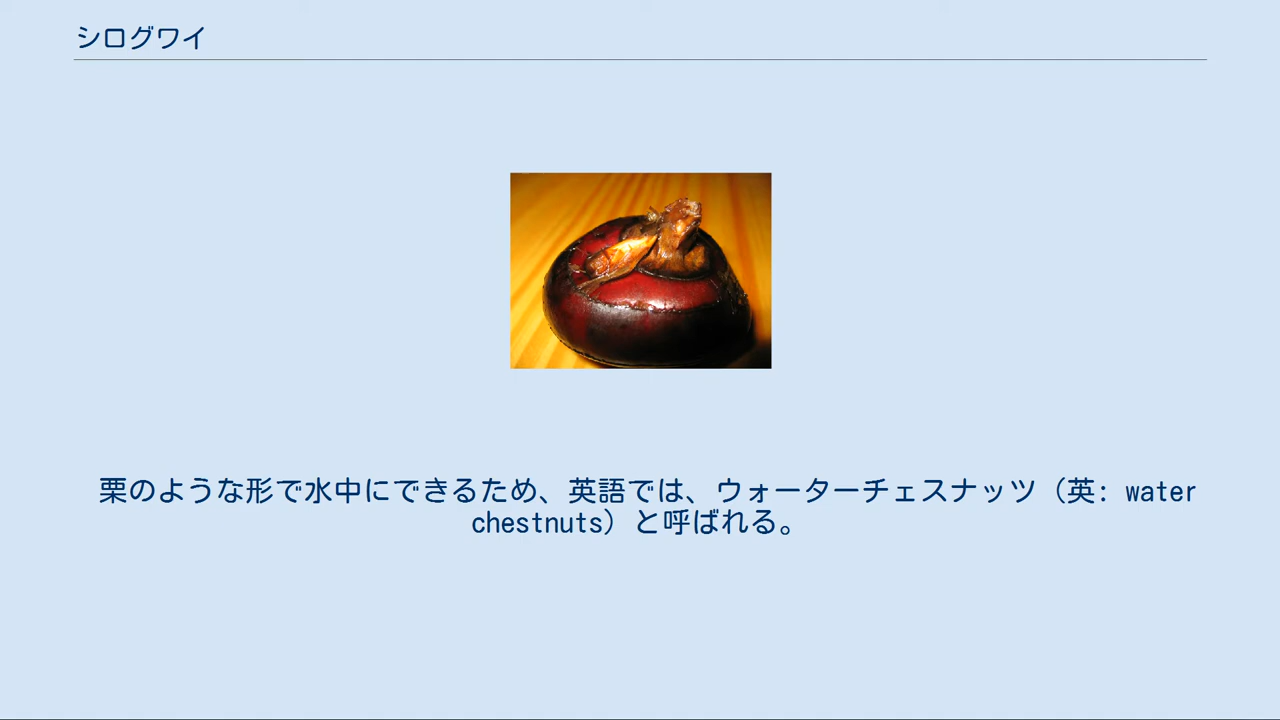 シログワイ
栗のような形で水中にできるため、英語では、ウォーターチェスナッツ（英: water
chestnuts）と呼ばれる。